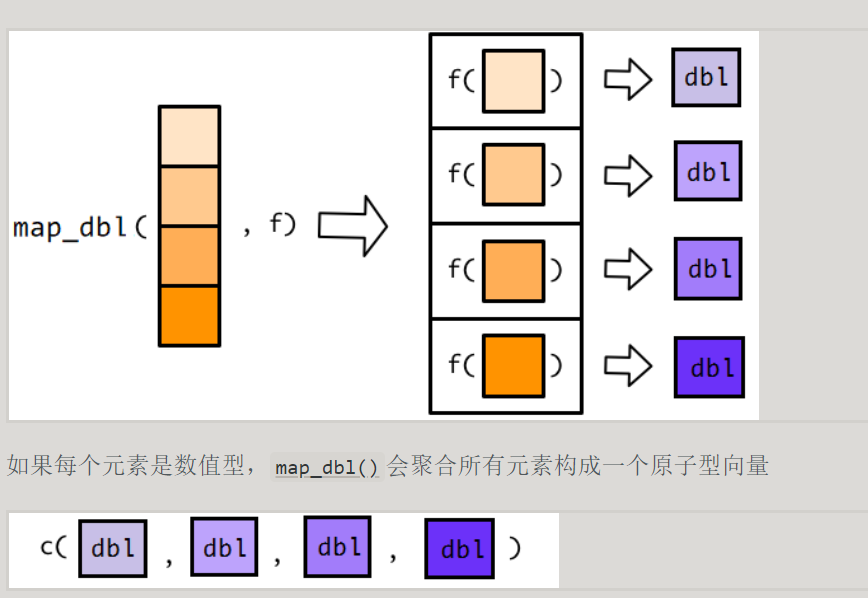 f( ) dbl
f( ) dbl
map_dbl( , f)
f( ) dbl
f( ) dbl
如果每个元素是数值型， map_dbl() 会聚合所有元素构成一个原子型向量
c( dbl , dbl , dbl , dbl )